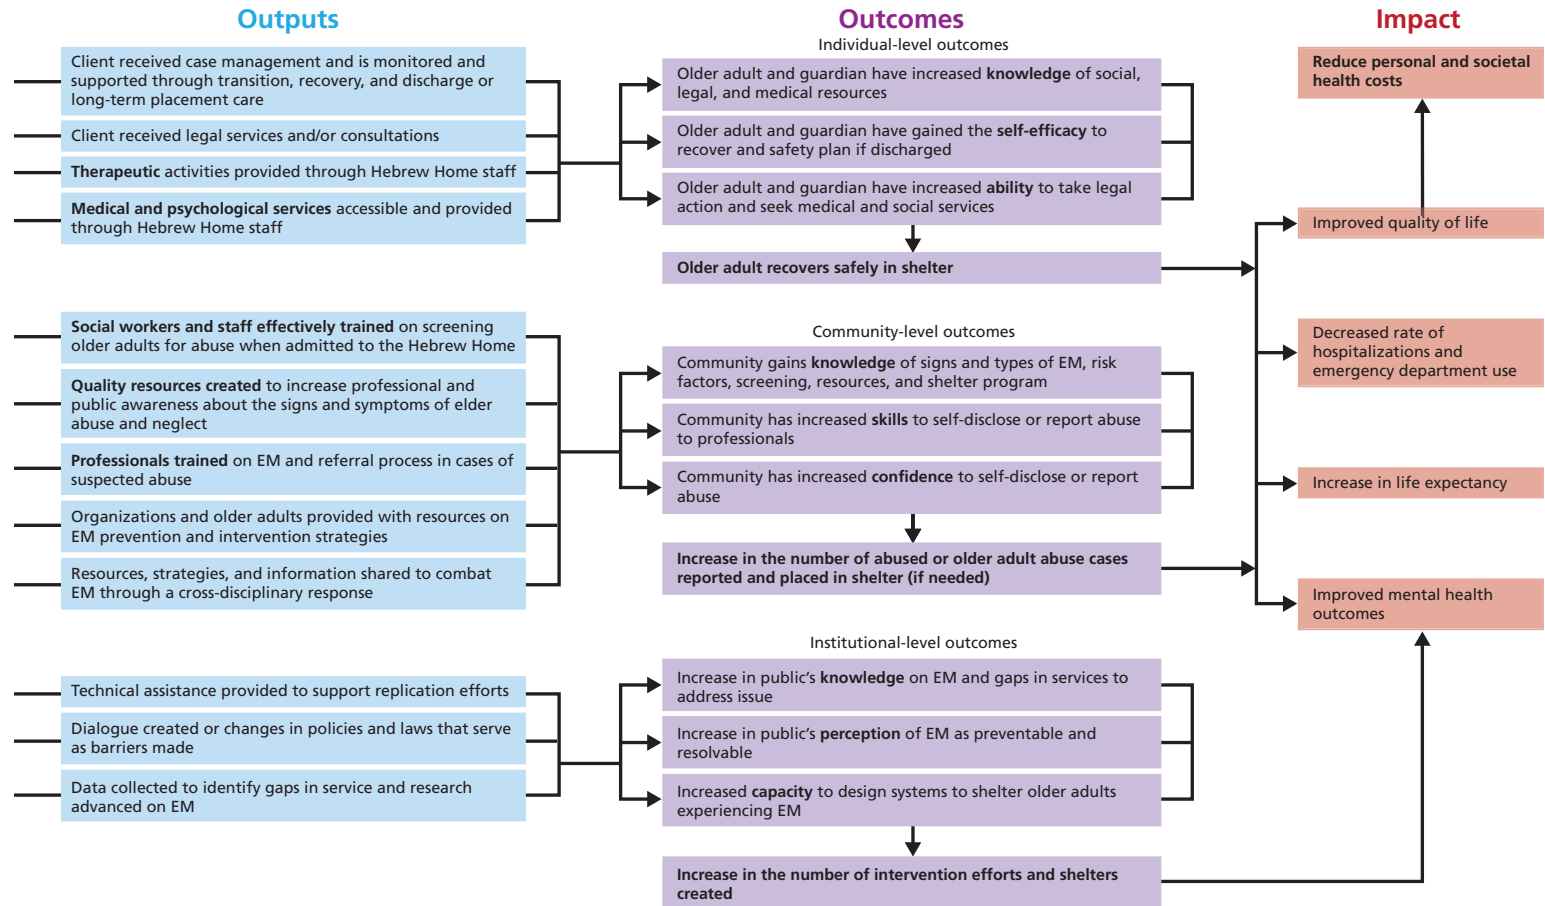 Outputs
Client received case management and is monitored and
supported through transition, recovery, and discharge or
long-term placement care
Client received legal services and/or consultations
Therapeutic activities provided through Hebrew Home staff
Medical and psychological services accessible and provided
through Hebrew Home staff
Social workers and staff effectively trained on screening
older adults for abuse when admitted to the Hebrew Home
Quality resources created to increase professional and
public awareness about the signs and symptoms of elder
abuse and neglect
Professionals trained on EM and referral process in cases of
suspected abuse
Organizations and older adults provided with resources on
EM prevention and intervention strategies
Resources, strategies, and information shared to combat
EM through a cross-disciplinary response
Technical assistance provided to support replication efforts
Dialogue created or changes in policies and laws that serve
as barriers made
Data collected to identify gaps in service and research
advanced on EM
Outcomes
Individual-level outcomes
Older adult and guardian have increased knowledge of social,
legal, and medical resources
Older adult and guardian have gained the self-efficacy to
recover and safety plan if discharged
Older adult and guardian have increased ability to take legal
action and seek medical and social services
Older adult recovers safely in shelter
Community-level outcomes
Community gains knowledge of signs and types of EM, risk
factors, screening, resources, and shelter program
Community has increased skills to self-disclose or report abuse
to professionals
Community has increased confidence to self-disclose or report
abuse
Increase in the number of abused or older adult abuse cases
reported and placed in shelter (if needed)
Institutional-level outcomes
Increase in public's knowledge on EM and gaps in services to
address issue
Increase in public's perception of EM as preventable and
resolvable
Increased capacity to design systems to shelter older adults
experiencing EM
Increase in the number of intervention efforts and shelters
created
Impact
Reduce personal and societal
health costs
Improved quality of life
Decreased rate of
hospitalizations and
emergency department use
Increase in life expectancy
Improved mental health
outcomes